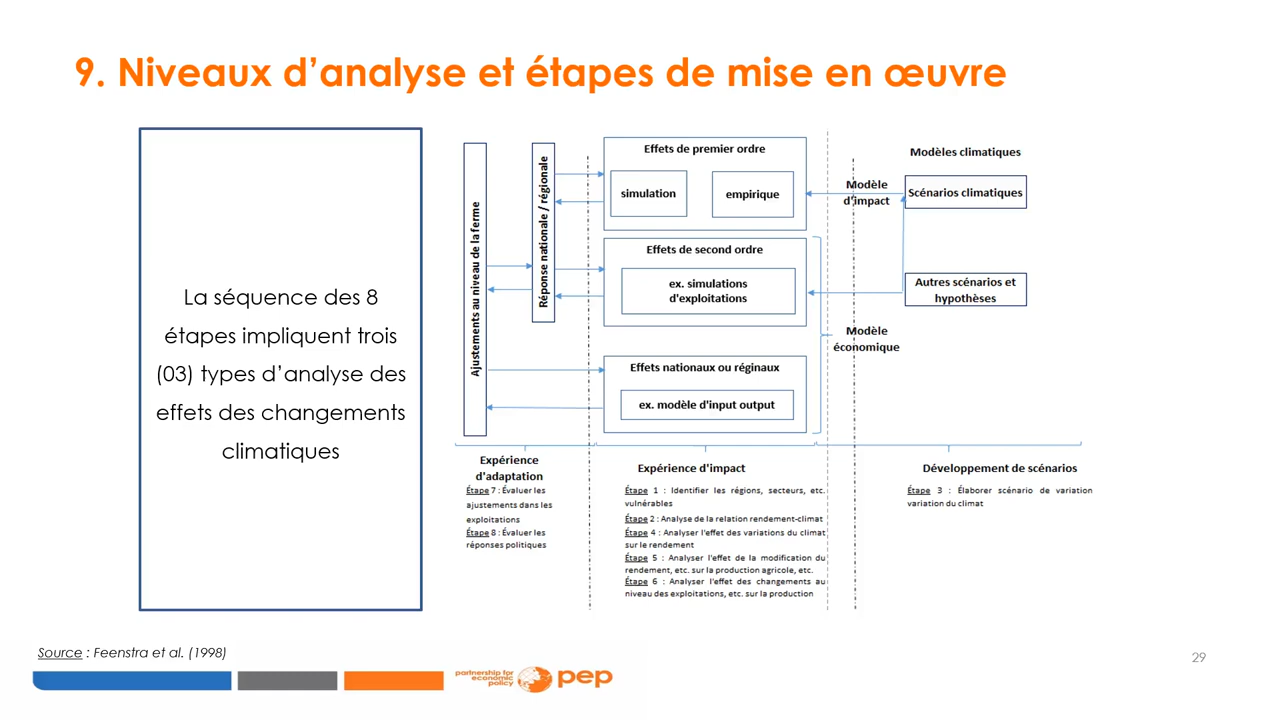 9. Niveaux d’analyse et étapes de mise en œuvre
La séquence des 8
étapes impliquent trois
(03) types d’analyse des
effets des changements
climatiques
Ajustements au niveau de la ferme
Réponse nationale / régionale
Effets de premier ordre
simulation
empirique
Effets de second ordre
ex. simulations
d'exploitations
Effets nationaux ou réginaux
ex. modèle d'input output
Modèle
d'impact
Modèle
économique
Modèles climatiques
Scénarios climatiques
Autres scénarios et
hypothèses
Expérience
d'adaptation
Étape 7 : Évaluer les
ajustements dans les
exploitations
Étape 8 : Évaluer les
réponses politiques
Expérience d'impact
Étape 1 : Identifier les régions, secteurs, etc.
vulnérables
Étape 2 : Analyse de la relation rendement-climat
Étape 4 : Analyser l'effet des variations du climat
sur le rendement
Étape 5 : Analyser l'effet de la modification du
rendement, etc. sur la production agricole, etc.
Étape 6 : Analyser l'effet des changements au
niveau des exploitations, etc. sur la production
Développement de scénarios
Étape 3 : Élaborer scénario de variation
variation du climat
Source : Feenstra et al. (1998)
partnership for
economic
policy
pep
29